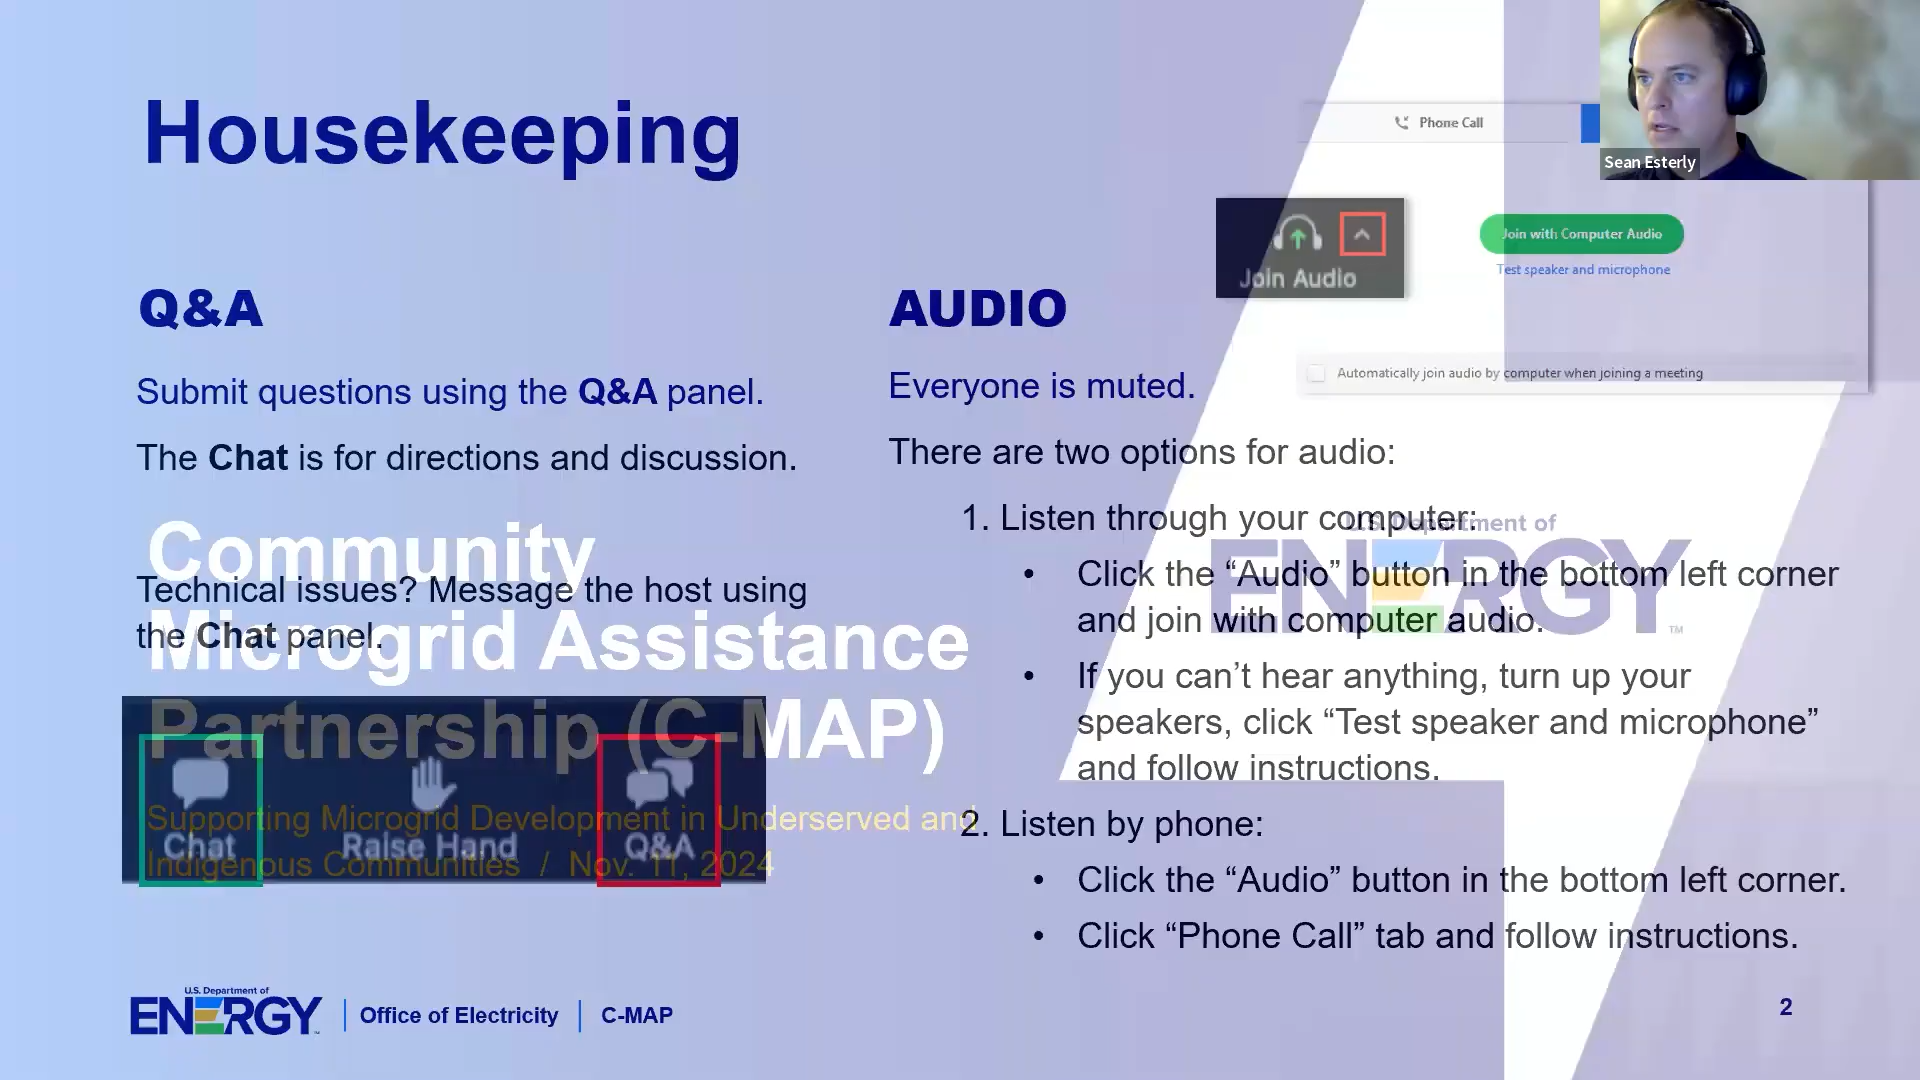 Housekeeping
Phone Call
Sean Esterly
Join Audio
Join with Computer Audio
Test speaker and microphone
Automatically join audio by computer when joining a meeting
Q&A
Submit questions using the Q&A panel.
The Chat is for directions and discussion.
Technical issues? Message the host using
the Chat panel.
Community
Microgrid Assistance
Partnership (C-MAP)
Supporting Microgrid Development in Underserved and
Indigenous Communities / Nov. 11, 2024
Chat
Raise Hand
Q&A
AUDIO
Everyone is muted.
There are two options for audio:
1. Listen through your computer:
• Click the “Audio” button in the bottom left corner
and join with computer audio.
• If you can’t hear anything, turn up your
speakers, click “Test speaker and microphone”
and follow instructions.
2. Listen by phone:
• Click the “Audio” button in the bottom left corner.
• Click “Phone Call” tab and follow instructions.
U.S. Department of
ENERGY™
U.S. Department of
ENERGY™
Office of Electricity
C-MAP
2